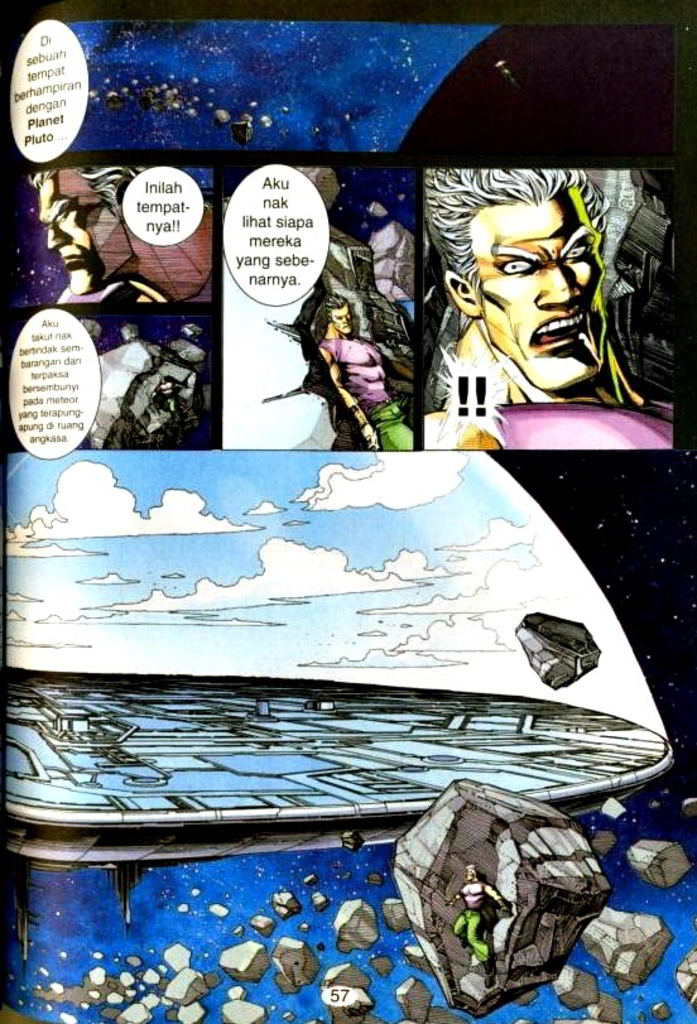 Di
sebuah
tempat
berhampiran
dengan
Planet
Pluto ...
Inilah
tempat-
nya!!
Aku
nak
lihat siapa
mereka
yang sebe-
narnya.
!!
Aku
takut nak
bertindak sem-
barangan dan
terpaksa
bersembunyi
pada meteor
yang terapung-
apung di ruang
angkasa.
57